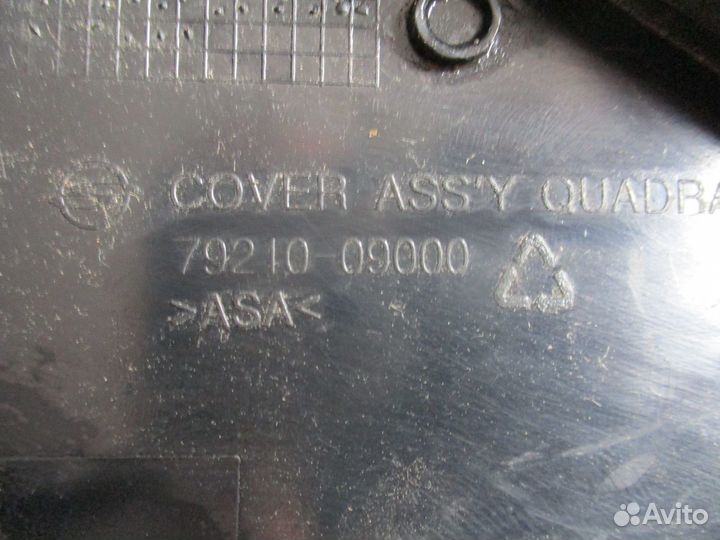 COVER ASS'Y QUADRA
79210-09000
>ASA<
Avito